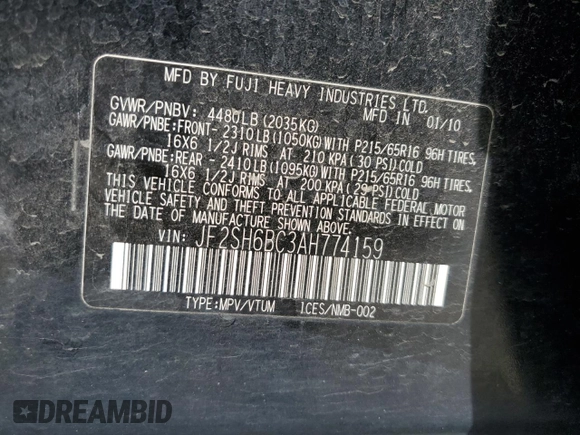 MFD BY FUJI HEAVY INDUSTRIES LTD.
GVWR/PNBV: 4480LB(2035KG) MFD IN 01/10
GAWR/PNBE:FRONT- 2310LB(1050KG)WITH P215/65R16 96H TIRES,
16X6 1/2J RIMS AT 210 KPA(30 PSI)COLD
GAWR/PNBE:REAR - 2410LB(1095KG)WITH P215/65R16 96H TIRES,
16X6 1/2J RIMS AT 200 KPA(29 PSI)COLD
THIS VEHICLE CONFORMS TO ALL APPLICABLE FEDERAL MOTOR
VEHICLE SAFETY AND THEFT PREVENTION STANDARDS IN EFFECT
ON THE DATE OF MANUFACTURE SHOWN ABOVE.
VIN: JF2SH6BC3AH774159
TYPE:MPV/VTUM ICES/NMB-002
DREAMBID